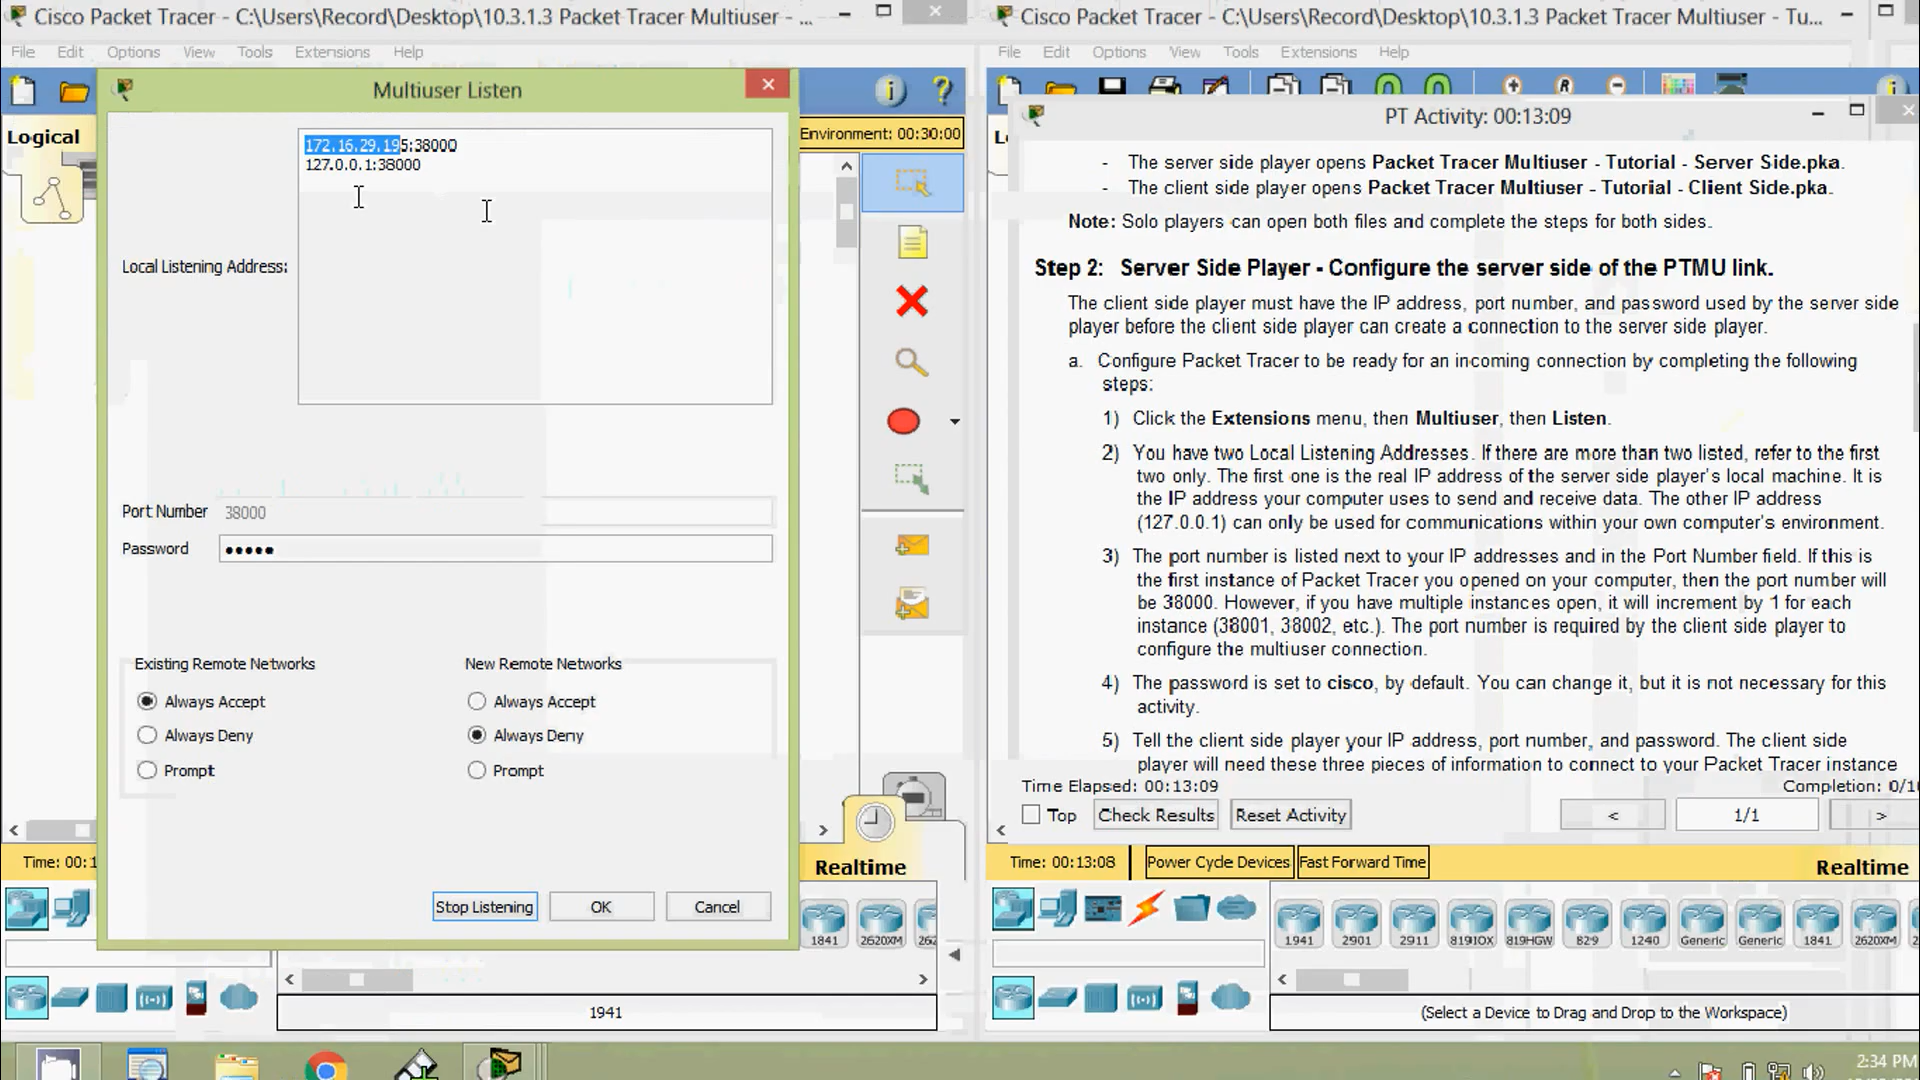 Cisco Packet Tracer - C:\Users\Record\Desktop\10.3.1.3 Packet Tracer Multiuser - ...
File Edit Options View Tools Extensions Help
Logical
Environment: 00:30:00
Multiuser Listen
172.16.29.195:38000
127.0.0.1:38000
Local Listening Address:
Port Number 38000
Password ●●●●●
Existing Remote Networks
Always Accept
Always Deny
Prompt
New Remote Networks
Always Accept
Always Deny
Prompt
Stop Listening OK Cancel
Time: 00:1
Realtime
1841 2620XM 262
1941
Cisco Packet Tracer - C:\Users\Record\Desktop\10.3.1.3 Packet Tracer Multiuser - Tu...
File Edit Options View Tools Extensions Help
PT Activity: 00:13:09
- The server side player opens Packet Tracer Multiuser - Tutorial - Server Side.pka.
- The client side player opens Packet Tracer Multiuser - Tutorial - Client Side.pka.
Note: Solo players can open both files and complete the steps for both sides.
Step 2: Server Side Player - Configure the server side of the PTMU link.
The client side player must have the IP address, port number, and password used by the server side
player before the client side player can create a connection to the server side player.
a. Configure Packet Tracer to be ready for an incoming connection by completing the following
steps:
1) Click the Extensions menu, then Multiuser, then Listen.
2) You have two Local Listening Addresses. If there are more than two listed, refer to the first
two only. The first one is the real IP address of the server side player's local machine. It is
the IP address your computer uses to send and receive data. The other IP address
(127.0.0.1) can only be used for communications within your own computer's environment.
3) The port number is listed next to your IP addresses and in the Port Number field. If this is
the first instance of Packet Tracer you opened on your computer, then the port number will
be 38000. However, if you have multiple instances open, it will increment by 1 for each
instance (38001, 38002, etc.). The port number is required by the client side player to
configure the multiuser connection.
4) The password is set to cisco, by default. You can change it, but it is not necessary for this
activity.
5) Tell the client side player your IP address, port number, and password. The client side
player will need these three pieces of information to connect to your Packet Tracer instance
Time Elapsed: 00:13:09 Completion: 0/10
Top Check Results Reset Activity < 1/1 >
Time: 00:13:08 Power Cycle Devices Fast Forward Time Realtime
1941 2901 2911 819IOX 819HGW 829 1240 Generic Generic 1841 2620XM 2
(Select a Device to Drag and Drop to the Workspace)
2:34 PM